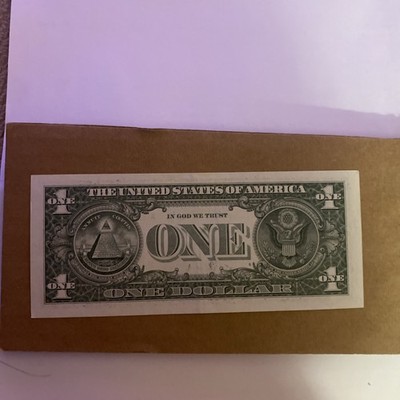 1 1
ONE ONE
THE UNITED STATES OF AMERICA
IN GOD WE TRUST
ONE
1 1
ONE ONE
ONE DOLLAR